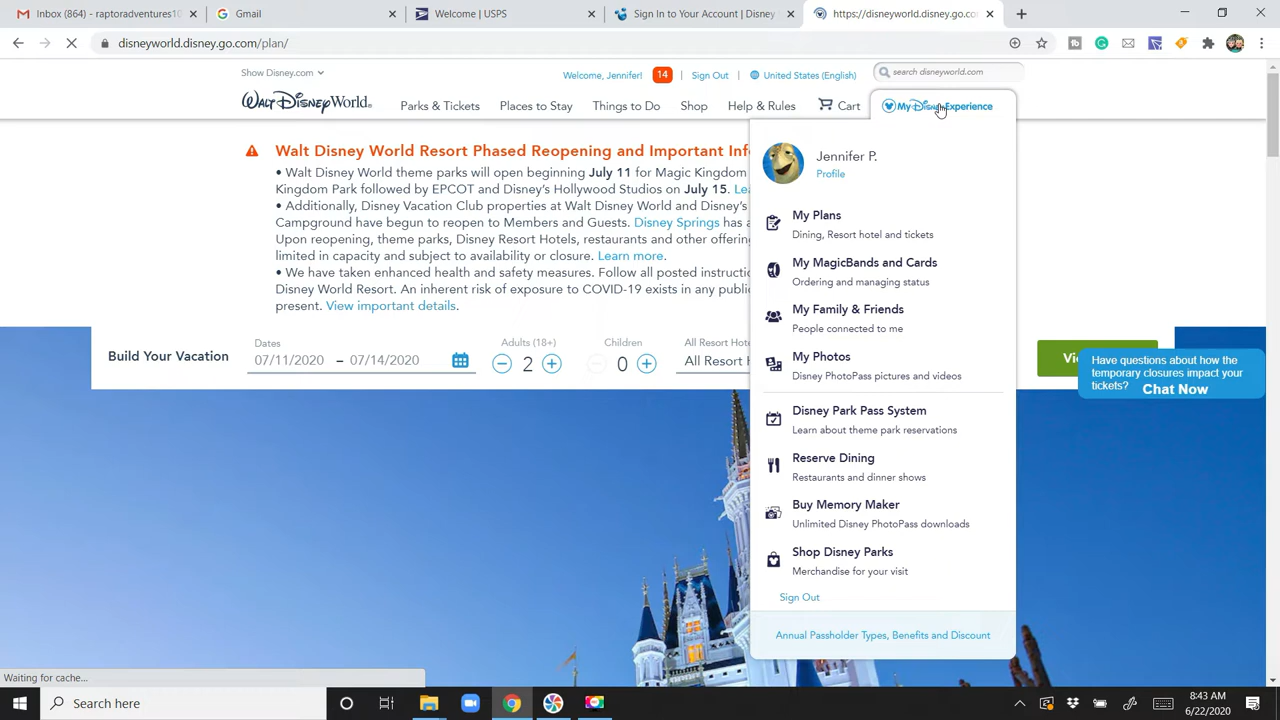 Inbox (864) - raptoradventures10
Gmail
Welcome | USPS
Sign In to Your Account | Disney
https://disneyworld.disney.go.co
disneyworld.disney.go.com/plan/
Show Disney.com
Welcome, Jennifer! 14 | Sign Out | United States (English)
search disneyworld.com
Walt Disney World
Parks & Tickets Places to Stay Things to Do Shop Help & Rules Cart My Disney Experience
Walt Disney World Resort Phased Reopening and Important Inf
• Walt Disney World theme parks will open beginning July 11 for Magic Kingdom
Kingdom Park followed by EPCOT and Disney's Hollywood Studios on July 15. Le
• Additionally, Disney Vacation Club properties at Walt Disney World and Disney's
Campground have begun to reopen to Members and Guests. Disney Springs has a
Upon reopening, theme parks, Disney Resort Hotels, restaurants and other offering
limited in capacity and subject to availability or closure. Learn more.
• We have taken enhanced health and safety measures. Follow all posted instructi
Disney World Resort. An inherent risk of exposure to COVID-19 exists in any publi
present. View important details.
Build Your Vacation
Dates
07/11/2020 – 07/14/2020
Adults (18+)
2
Children
0
All Resort Hote
All Resort H
Vie
Jennifer P.
Profile
My Plans
Dining, Resort hotel and tickets
My MagicBands and Cards
Ordering and managing status
My Family & Friends
People connected to me
My Photos
Disney PhotoPass pictures and videos
Disney Park Pass System
Learn about theme park reservations
Reserve Dining
Restaurants and dinner shows
Buy Memory Maker
Unlimited Disney PhotoPass downloads
Shop Disney Parks
Merchandise for your visit
Sign Out
Annual Passholder Types, Benefits and Discount
Have questions about how the
temporary closures impact your
tickets? Chat Now
Waiting for cache...
Search here
8:43 AM
6/22/2020